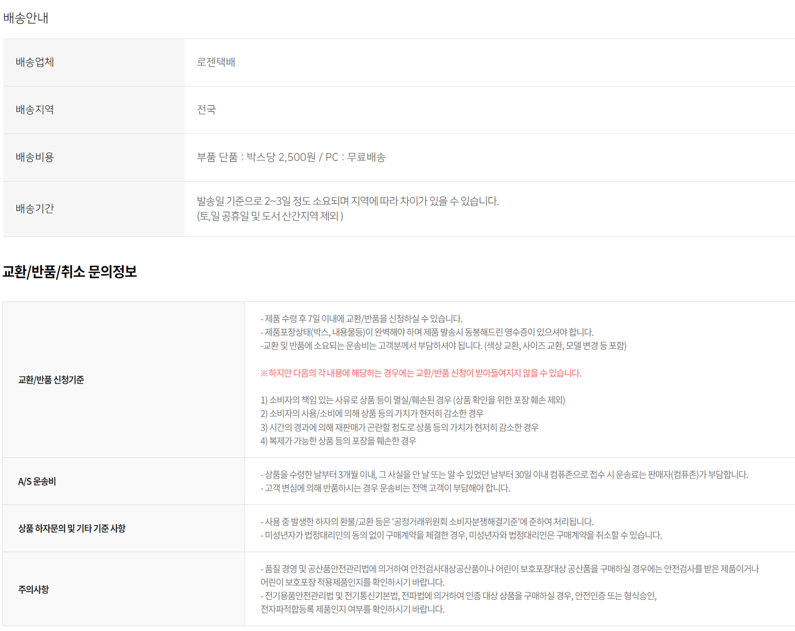 배송안내
배송업체
로젠택배
배송지역
전국
배송비용
부품 단품 : 박스당 2,500원 / PC : 무료배송
배송기간
발송일 기준으로 2~3일 정도 소요되며 지역에 따라 차이가 있을 수 있습니다.
(토,일 공휴일 및 도서 산간지역 제외 )
교환/반품/취소 문의정보
교환/반품 신청기준
- 제품 수령 후 7일 이내에 교환/반품을 신청하실 수 있습니다.
- 제품포장상태(박스, 내용물등)이 완벽해야 하며 제품 발송시 동봉해드린 영수증이 있으셔야 합니다.
-교환 및 반품에 소요되는 운송비는 고객분께서 부담하셔야 됩니다. (색상 교환, 사이즈 교환, 모델 변경 등 포함)
※ 하지만 다음의 각 내용에 해당하는 경우에는 교환/반품 신청이 받아들여지지 않을 수 있습니다.
1) 소비자의 책임 있는 사유로 상품 등이 멸실/훼손된 경우 (상품 확인을 위한 포장 훼손 제외)
2) 소비자의 사용/소비에 의해 상품 등의 가치가 현저히 감소한 경우
3) 시간의 경과에 의해 재판매가 곤란할 정도로 상품 등의 가치가 현저히 감소한 경우
4) 복제가 가능한 상품 등의 포장을 훼손한 경우
A/S 운송비
- 상품을 수령한 날부터 3개월 이내, 그 사실을 안 날 또는 알 수 있었던 날부터 30일 이내 컴퓨존으로 접수 시 운송료는 판매자(컴퓨존)가 부담합니다.
- 고객 변심에 의해 반품하시는 경우 운송비는 전액 고객이 부담해야 합니다.
상품 하자문의 및 기타 기준 사항
- 사용 중 발생한 하자의 환불/교환 등은 '공정거래위원회 소비자분쟁해결기준'에 준하여 처리됩니다.
- 미성년자가 법정대리인의 동의 없이 구매계약을 체결한 경우, 미성년자와 법정대리인은 구매계약을 취소할 수 있습니다.
주의사항
- 품질 경영 및 공산품안전관리법에 의거하여 안전검사대상공산품이나 어린이 보호포장대상 공산품을 구매하실 경우에는 안전검사를 받은 제품이거나
어린이 보호포장 적용제품인지를 확인하시기 바랍니다.
- 전기용품안전관리법 및 전기통신기본법, 전파법에 의거하여 인증 대상 상품을 구매하실 경우, 안전인증 또는 형식승인,
전자파적합등록 제품인지 여부를 확인하시기 바랍니다.